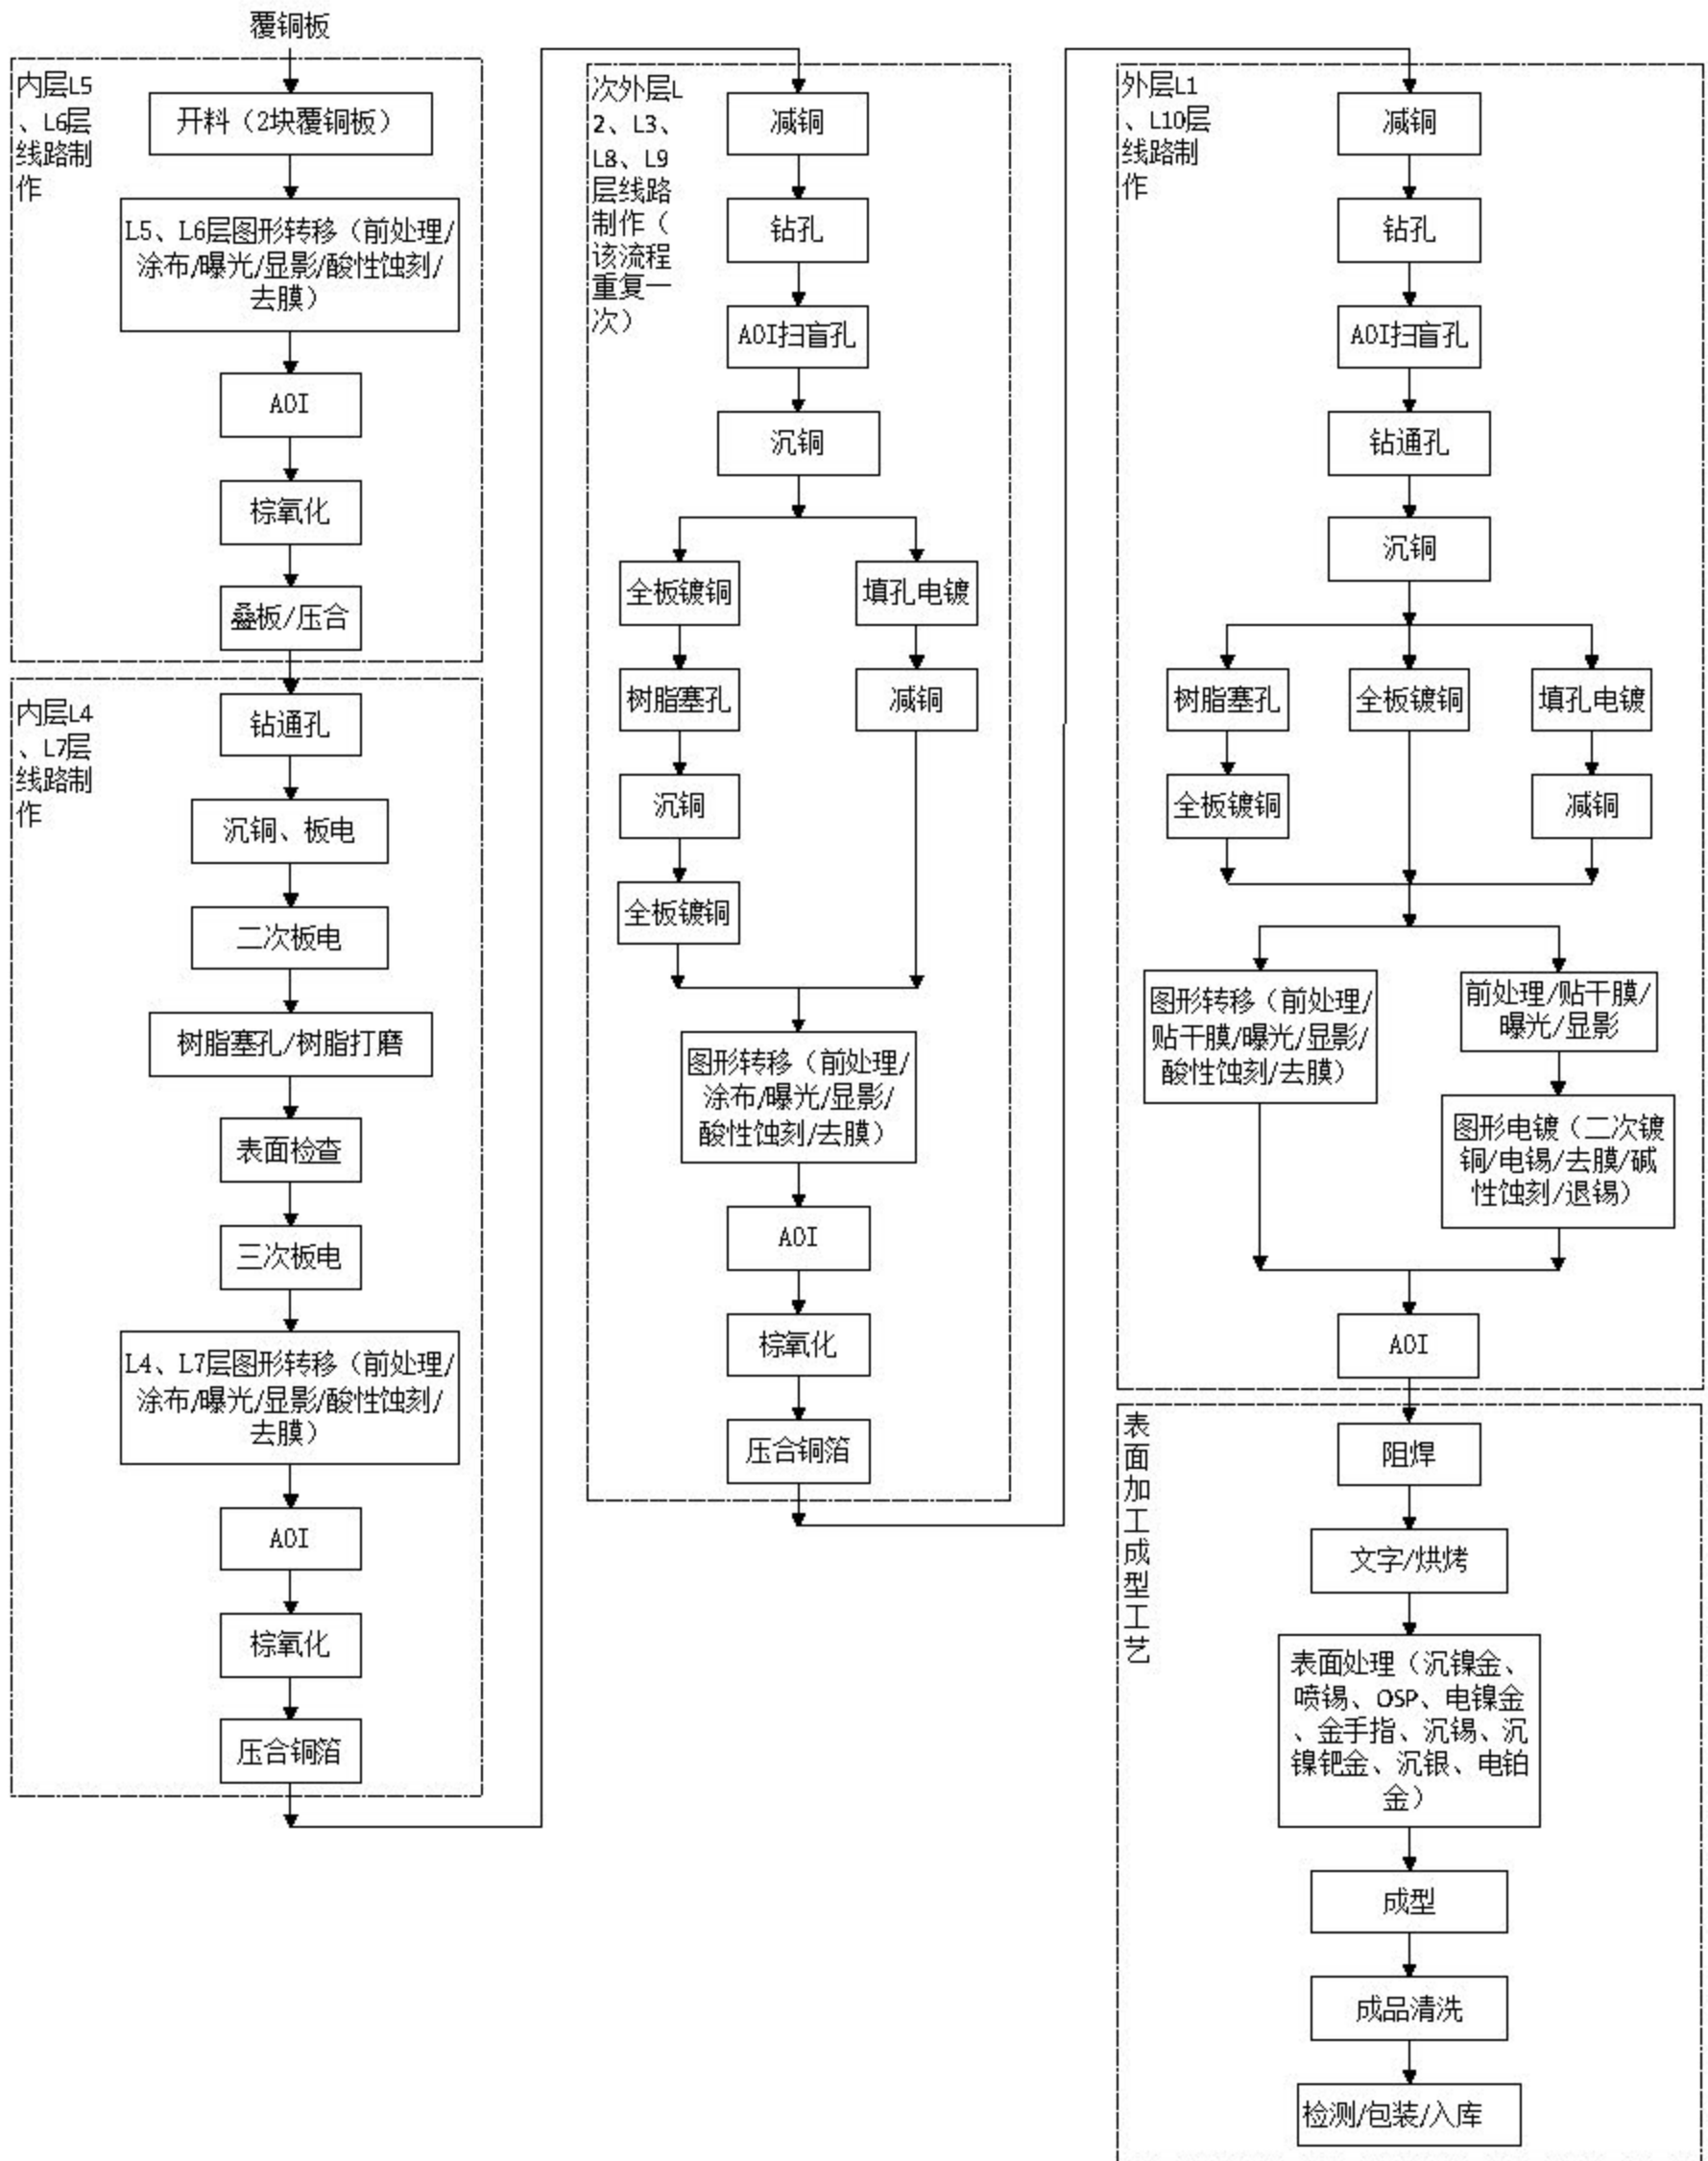 覆铜板
内层L5
、L6层
线路制
作
开料（2块覆铜板）
L5、L6层图形转移（前处理/
涂布/曝光/显影/酸性蚀刻/
去膜）
AOI
棕氧化
叠板/压合
内层L4
、L7层
线路制
作
钻通孔
沉铜、板电
二次板电
树脂塞孔/树脂打磨
表面检查
三次板电
L4、L7层图形转移（前处理/
涂布/曝光/显影/酸性蚀刻/
去膜）
AOI
棕氧化
压合铜箔
次外层L
2、L3、
L8、L9
层线路
制作（
该流程
重复一
次）
减铜
钻孔
AOI扫盲孔
沉铜
全板镀铜
填孔电镀
树脂塞孔
减铜
沉铜
全板镀铜
图形转移（前处理/
涂布/曝光/显影/
酸性蚀刻/去膜）
AOI
棕氧化
压合铜箔
外层L1
、L10层
线路制
作
减铜
钻孔
AOI扫盲孔
钻通孔
沉铜
树脂塞孔
全板镀铜
填孔电镀
全板镀铜
减铜
图形转移（前处理/
贴干膜/曝光/显影/
酸性蚀刻/去膜）
前处理/贴干膜/
曝光/显影
图形电镀（二次镀
铜/电锡/去膜/碱
性蚀刻/退锡）
AOI
表
面
加
工
成
型
工
艺
阻焊
文字/烘烤
表面处理（沉镍金、
喷锡、OSP、电镍金
、金手指、沉锡、沉
镍钯金、沉银、电铂
金）
成型
成品清洗
检测/包装/入库